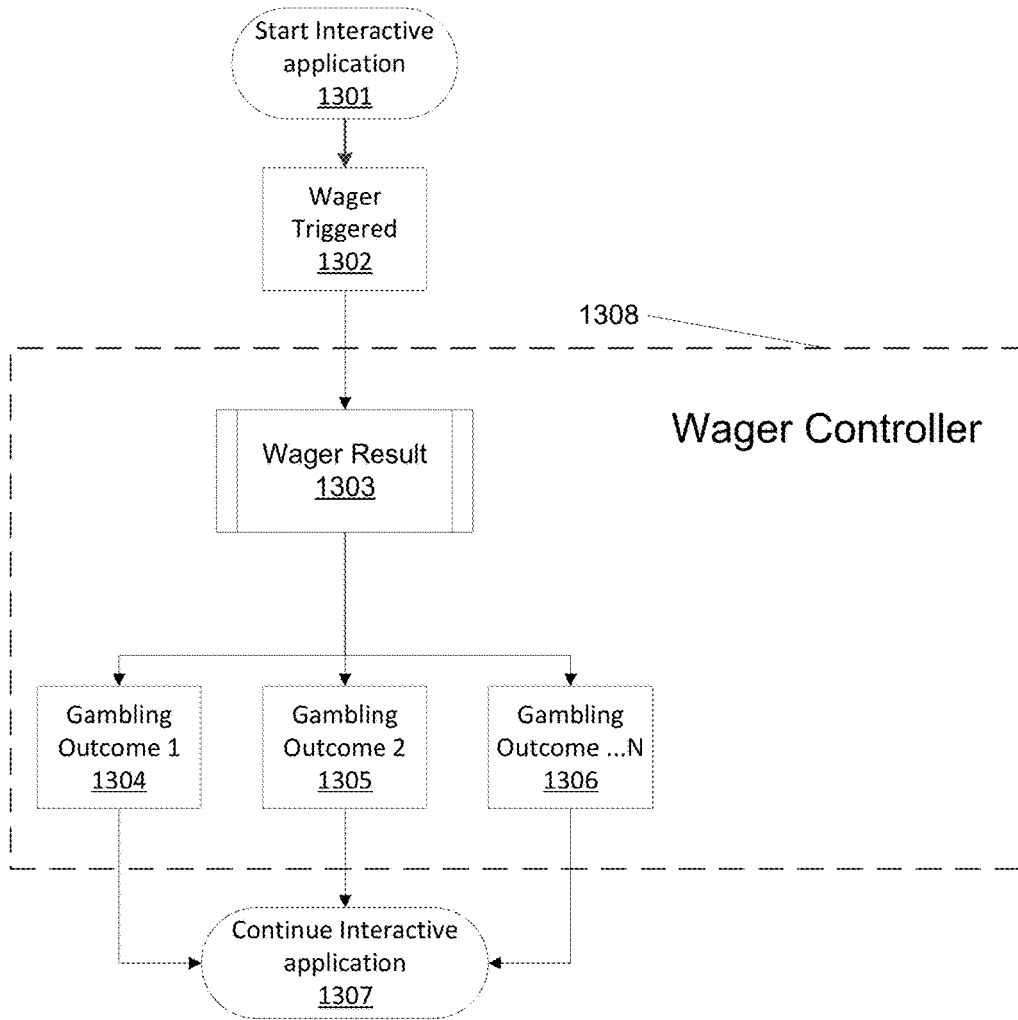 Start Interactive
application
1301
Wager
Triggered
1302
1308
Wager Controller
Wager Result
1303
Gambling
Outcome 1
1304
Gambling
Outcome 2
1305
Gambling
Outcome ...N
1306
Continue Interactive
application
1307